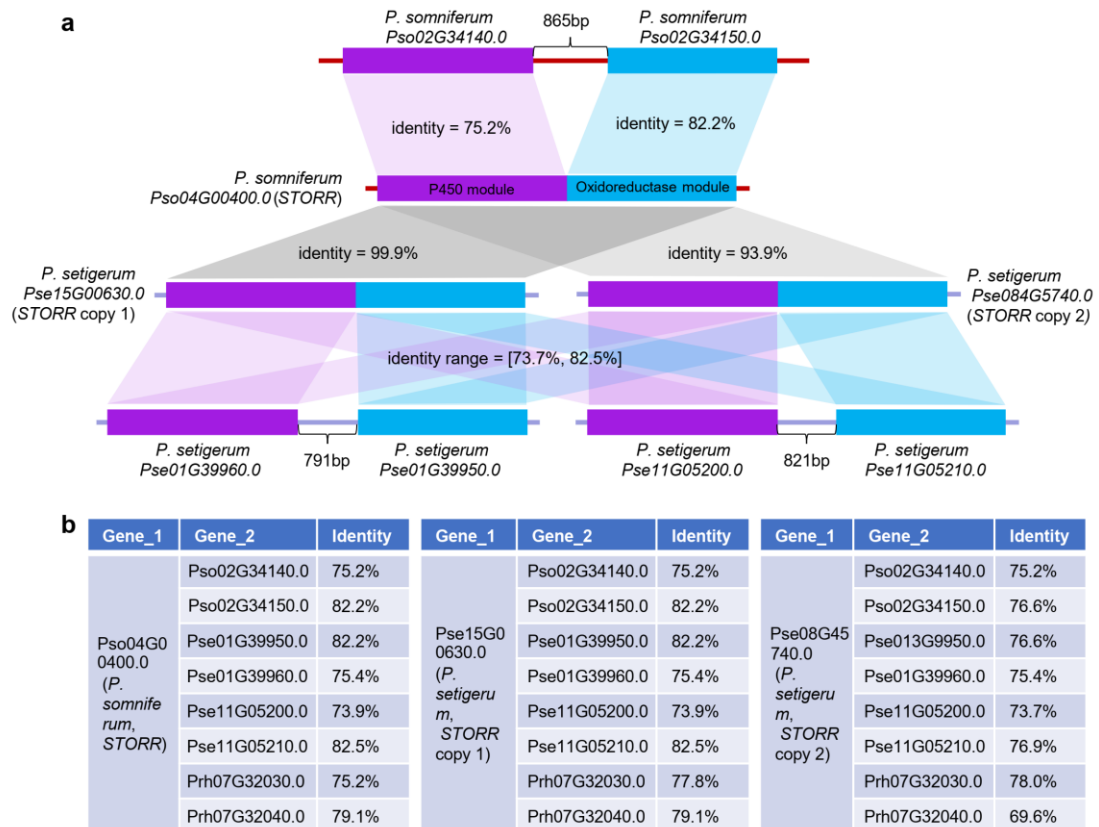 a
P. somniferum
Pso02G34140.0
865bp
P. somniferum
Pso02G34150.0
identity = 75.2%
identity = 82.2%
P. somniferum
Pso04G00400.0 (STORR)
P450 module
Oxidoreductase module
identity = 99.9%
identity = 93.9%
P. setigerum
Pse15G00630.0
(STORR copy 1)
P. setigerum
Pse084G5740.0
(STORR copy 2)
identity range = [73.7%, 82.5%]
P. setigerum
Pse01G39960.0
791bp
P. setigerum
Pse01G39950.0
P. setigerum
Pse11G05200.0
821bp
P. setigerum
Pse11G05210.0
b
Gene_1 Gene_2 Identity
Pso04G0
0400.0
(P.
somnife
rum,
STORR)
Pso02G34140.0 75.2%
Pso02G34150.0 82.2%
Pse01G39950.0 82.2%
Pse01G39960.0 75.4%
Pse11G05200.0 73.9%
Pse11G05210.0 82.5%
Prh07G32030.0 75.2%
Prh07G32040.0 79.1%
Gene_1 Gene_2 Identity
Pse15G0
0630.0
(P.
setigeru
m,
STORR
copy 1)
Pso02G34140.0 75.2%
Pso02G34150.0 82.2%
Pse01G39950.0 82.2%
Pse01G39960.0 75.4%
Pse11G05200.0 73.9%
Pse11G05210.0 82.5%
Prh07G32030.0 77.8%
Prh07G32040.0 79.1%
Gene_1 Gene_2 Identity
Pse08G45
740.0
(P.
setigeru
m,
STORR
copy 2)
Pso02G34140.0 75.2%
Pso02G34150.0 76.6%
Pse013G9950.0 76.6%
Pse01G39960.0 75.4%
Pse11G05200.0 73.7%
Pse11G05210.0 76.9%
Prh07G32030.0 78.0%
Prh07G32040.0 69.6%